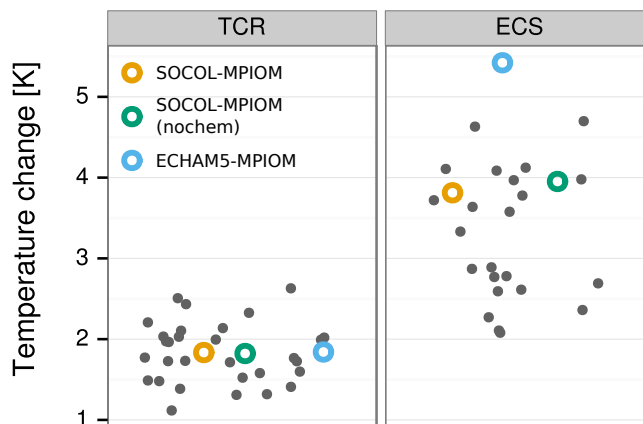 TCR
ECS
Temperature change [K]
SOCOL-MPIOM
SOCOL-MPIOM
(nochem)
ECHAM5-MPIOM
5
4
3
2
1